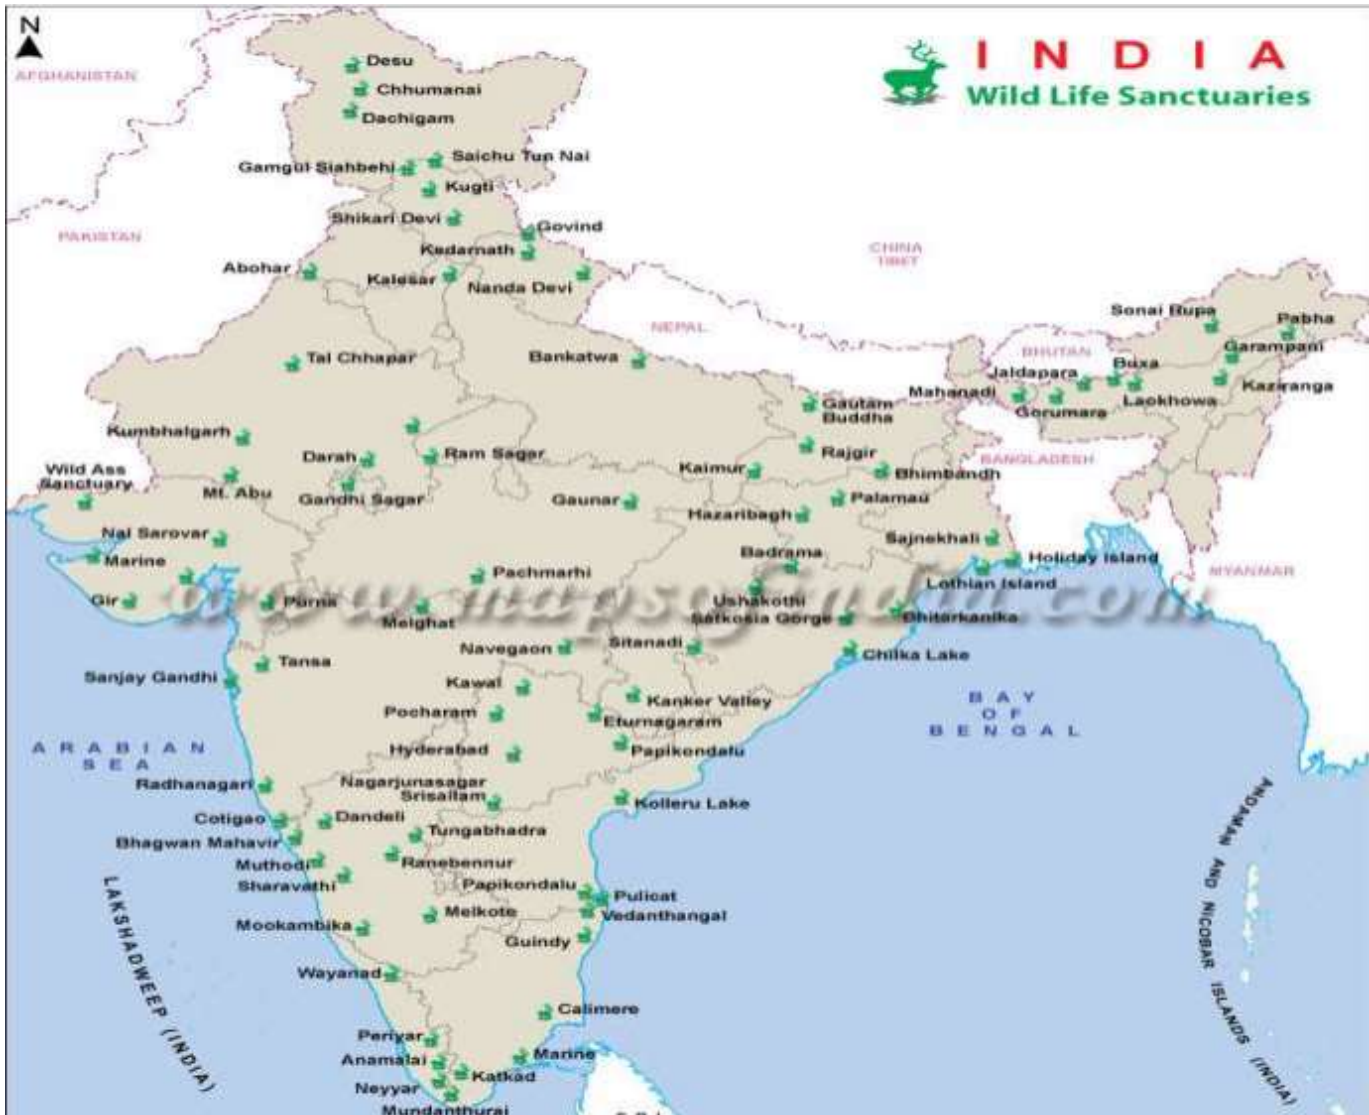 N
INDIA
Wild Life Sanctuaries
AFGHANISTAN
Desu
Chhumanai
Dachigam
Saichu Tun Nai
Gamgul Siahbehi
Kugti
Shikari Devi
Govind
PAKISTAN
Kedarnath
CHINA
TIBET
Abohar
Kalesar
Nanda Devi
Sonai Rupa
Pabha
NEPAL
Tal Chhapar
Bankatwa
BHUTAN
Garampani
Buxa
Jaldapara
Mahanadi
Kaziranga
Laokhowa
Gorumara
Gautam
Buddha
Kumbhalgarh
Darah
Ram Sagar
Rajgir
BANGLADESH
Kaimur
Bhimbandh
Wild Ass
Sanctuary
Mt. Abu
Gandhi Sagar
Gaunar
Palamau
Hazaribagh
Nal Sarovar
Sajnekhali
Marine
Badrama
Holiday Island
Pachmarhi
MYANMAR
Lothian Island
www.mapsofindia.com
Gir
Purna
Ushakothi
Melghat
Satkosia Gorge
Bhitarkanika
Navegaon
Sitanadi
Chilka Lake
Tansa
Sanjay Gandhi
Kawal
Kanker Valley
BAY
OF
BENGAL
Pocharam
Eturnagaram
ARABIAN
SEA
Hyderabad
Papikondalu
Radhanagari
Nagarjunasagar
Srisailam
Kolleru Lake
Cotigao
Dandeli
Bhagwan Mahavir
Tungabhadra
Muthodi
Ranebennur
Sharavathi
Papikondalu
Pulicat
Vedanthangal
Melkote
Mookambika
Guindy
Wayanad
LAKSHADWEEP (INDIA)
ANDAMAN AND NICOBAR ISLANDS (INDIA)
Calimere
Periyar
Marine
Anamalai
Katkad
Neyyar
Mundanthurai